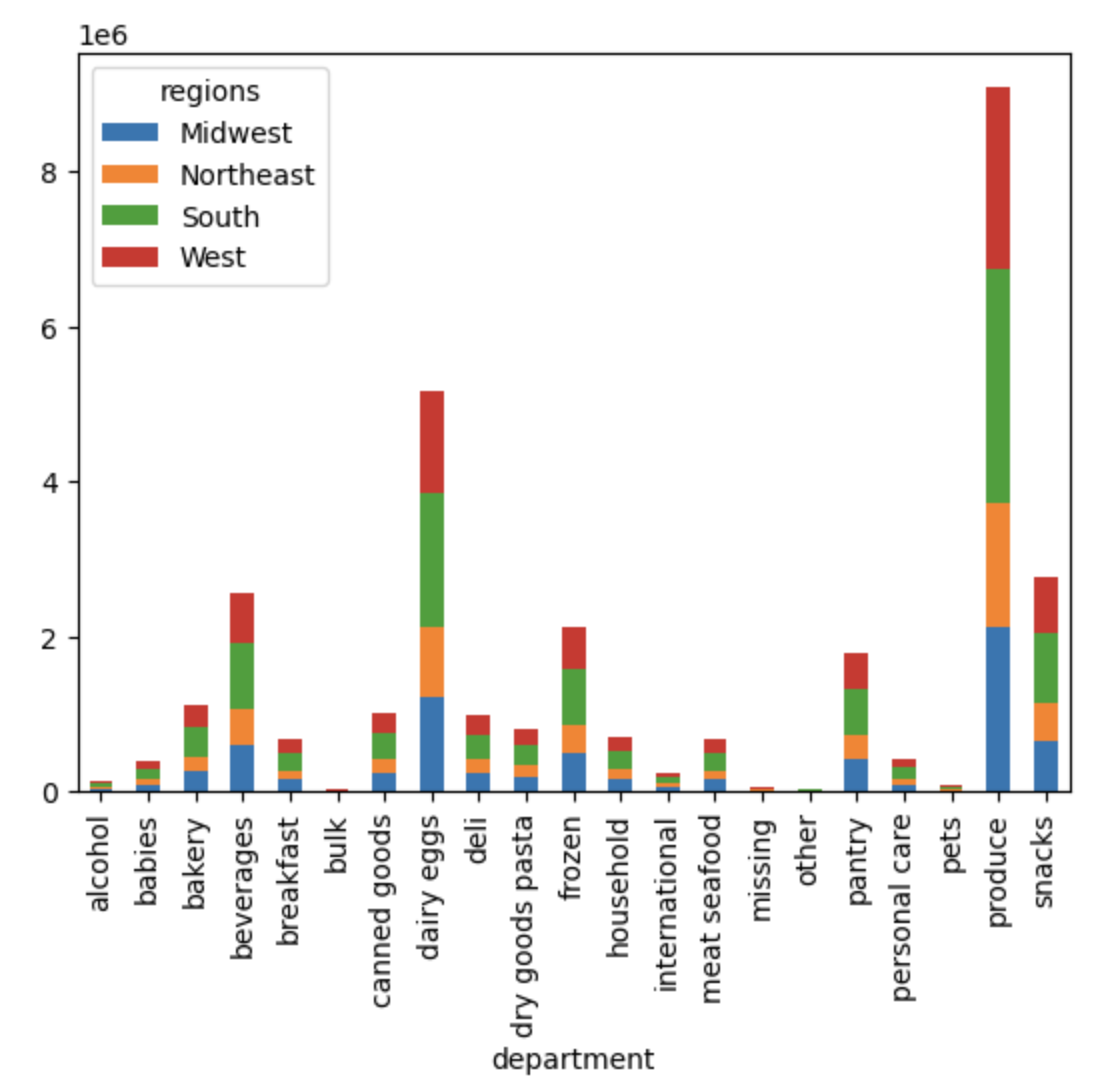 1e6
regions
Midwest
Northeast
South
West
8
6
4
2
0
alcohol
babies
bakery
beverages
breakfast
bulk
canned goods
dairy eggs
deli
dry goods pasta
frozen
household
international
meat seafood
missing
other
pantry
personal care
pets
produce
snacks
department